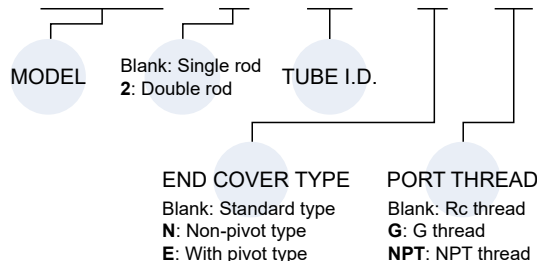 MODEL
Blank: Single rod
2: Double rod
TUBE I.D.
END COVER TYPE
Blank: Standard type
N: Non-pivot type
E: With pivot type
PORT THREAD
Blank: Rc thread
G: G thread
NPT: NPT thread